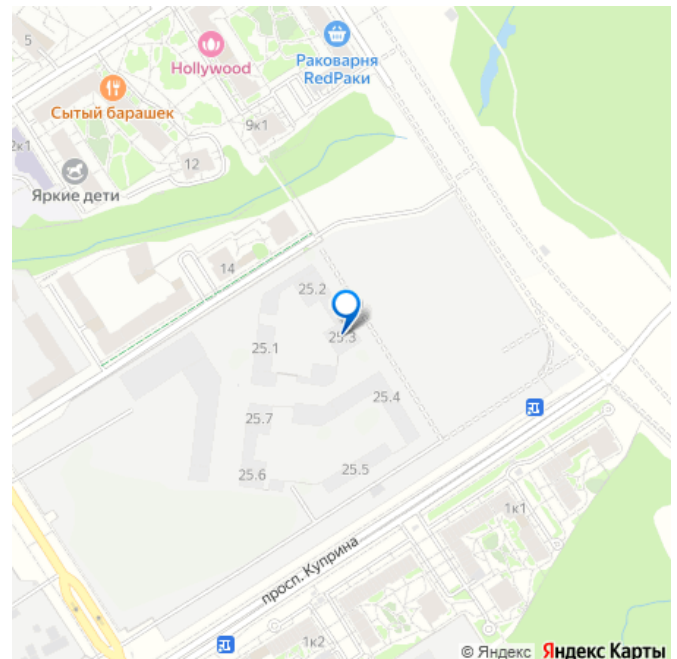 5
Hollywood
Раковарня
RedРаки
Сытый барашек
9к1
2к1
12
Яркие дети
14
25.2
25.3
25.1
25.4
25.7
25.6
25.5
1к1
просп. Куприна
1к2
© Яндекс Яндекс Карты